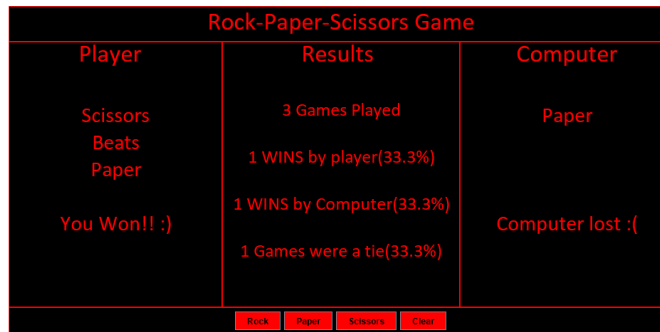 Rock-Paper-Scissors Game
Player
Results
Computer
Scissors
Beats
Paper
You Won!! :)
3 Games Played
1 WINS by player(33.3%)
1 WINS by Computer(33.3%)
1 Games were a tie(33.3%)
Paper
Computer lost :(
Rock
Paper
Scissors
Clear